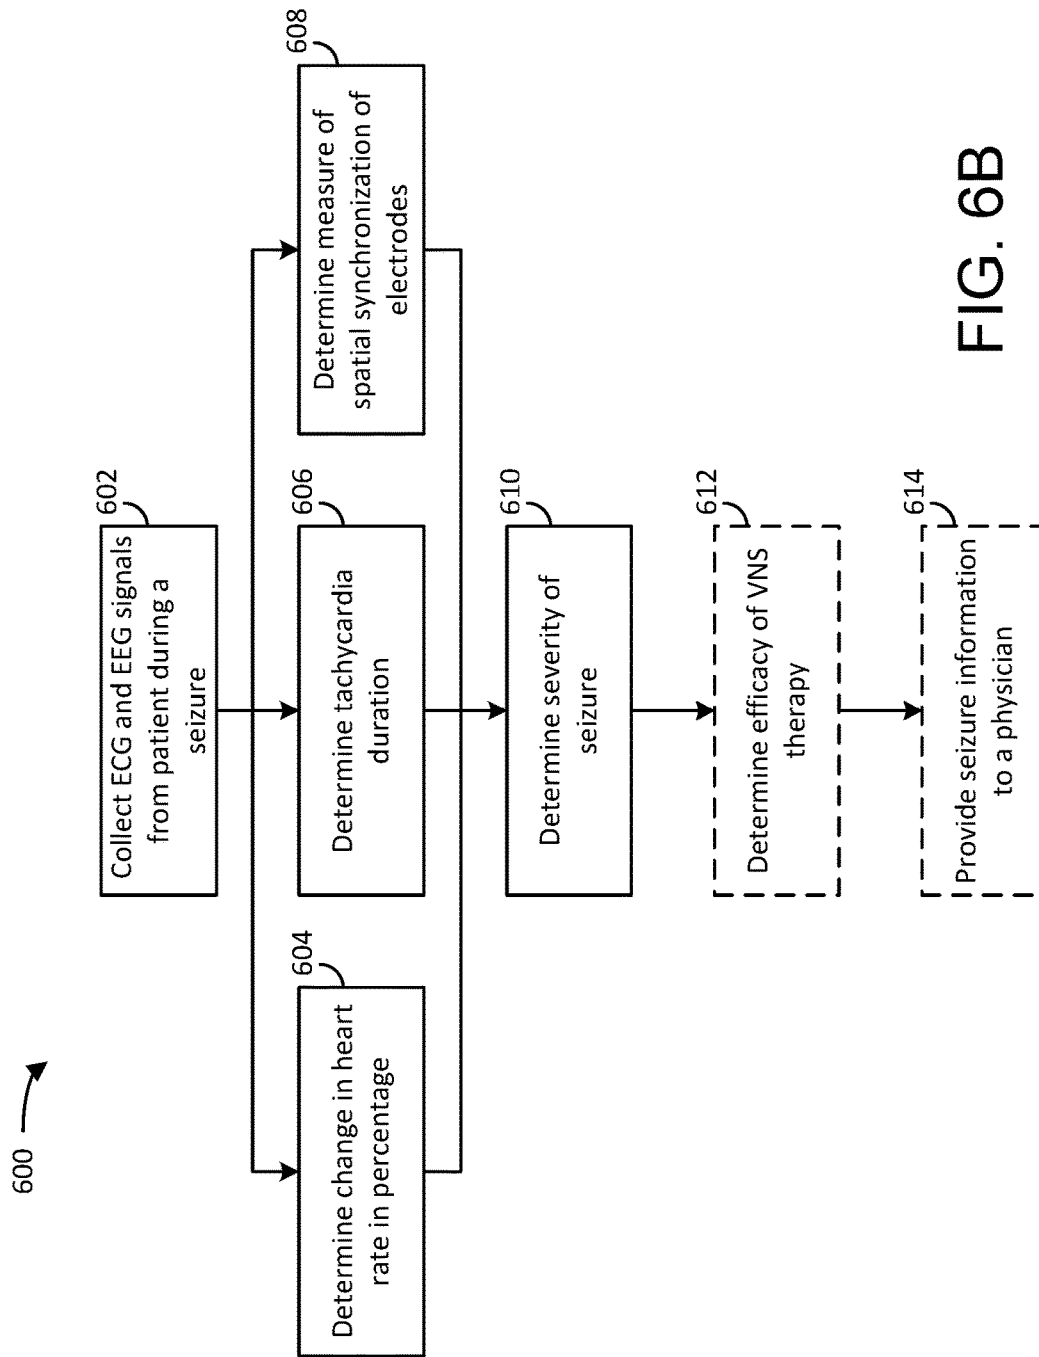 600
602
Collect ECG and EEG signals
from patient during a
seizure
604
Determine change in heart
rate in percentage
606
Determine tachycardia
duration
608
Determine measure of
spatial synchronization of
electrodes
610
Determine severity of
seizure
612
Determine efficacy of VNS
therapy
614
Provide seizure information
to a physician
FIG. 6B